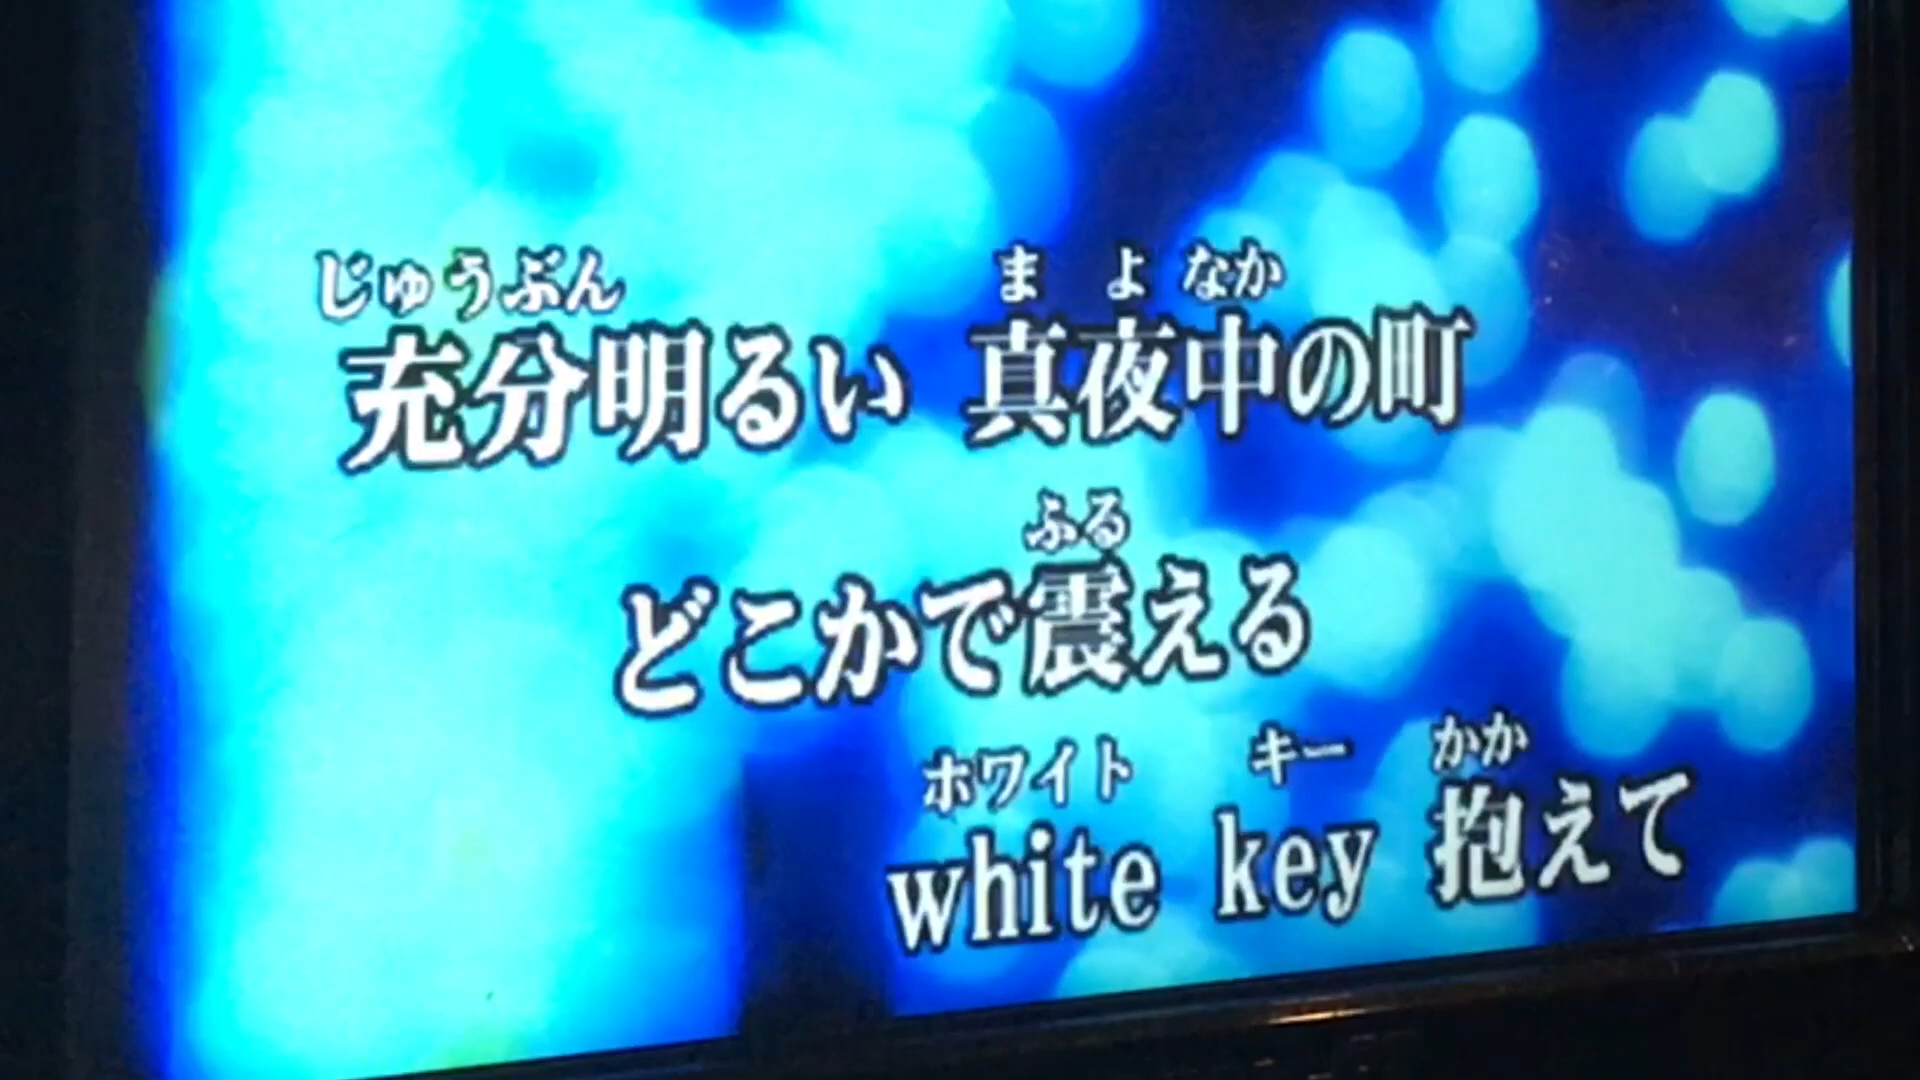 じゅうぶん ま よ なか
充分明るい 真夜中の町
ふる
どこかで震える
ホワイト キー かか
white key 抱えて